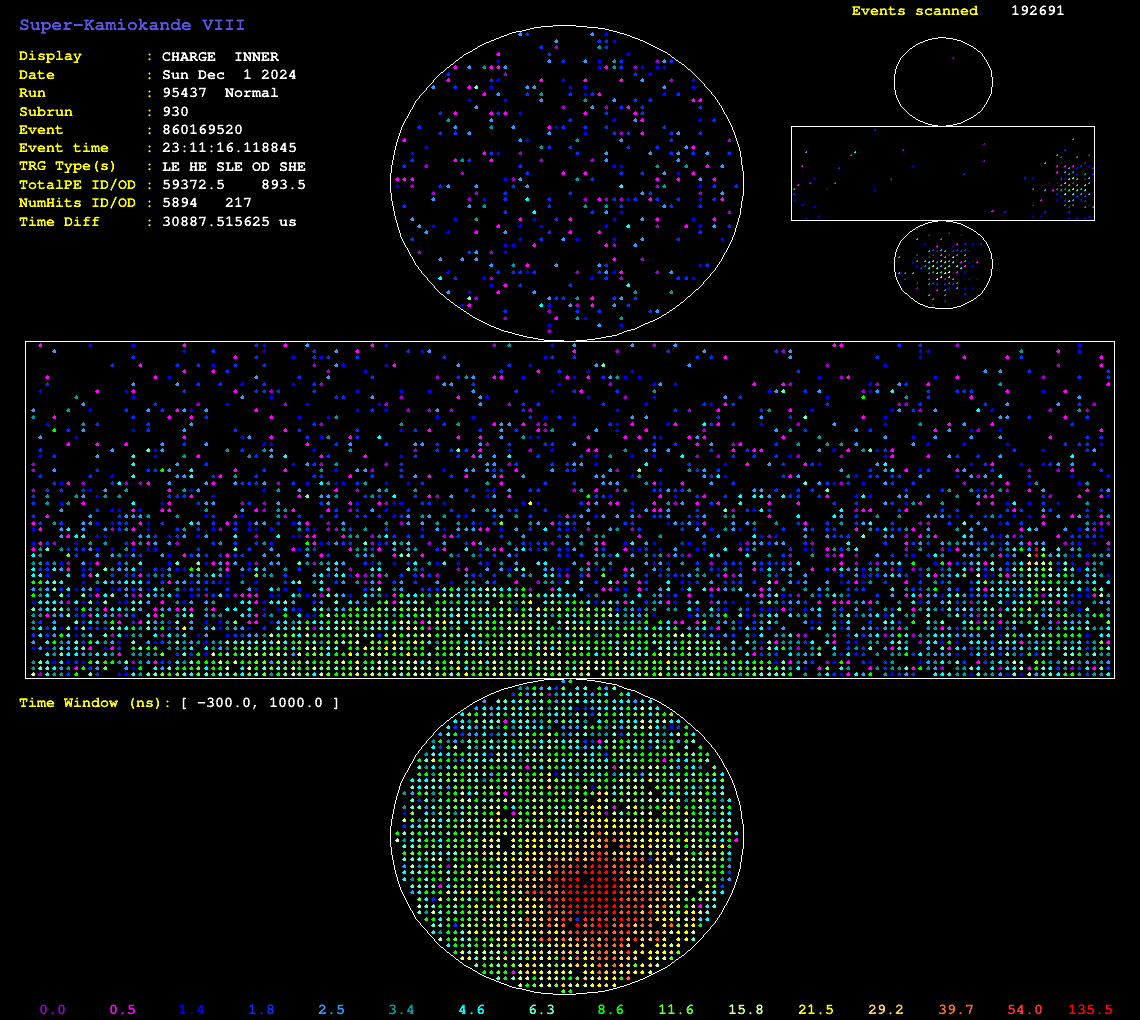 Super-Kamiokande VIII
Events scanned 192691
Display : CHARGE INNER
Date : Sun Dec 1 2024
Run : 95437 Normal
Subrun : 930
Event : 860169520
Event time : 23:11:16.118845
TRG Type(s) : LE HE SLE OD SHE
TotalPE ID/OD : 59372.5 893.5
NumHits ID/OD : 5894 217
Time Diff : 30887.515625 us
Time Window (ns): [ -300.0, 1000.0 ]
0.0 0.5 1.4 1.8 2.5 3.4 4.6 6.3 8.6 11.6 15.8 21.5 29.2 39.7 54.0 135.5